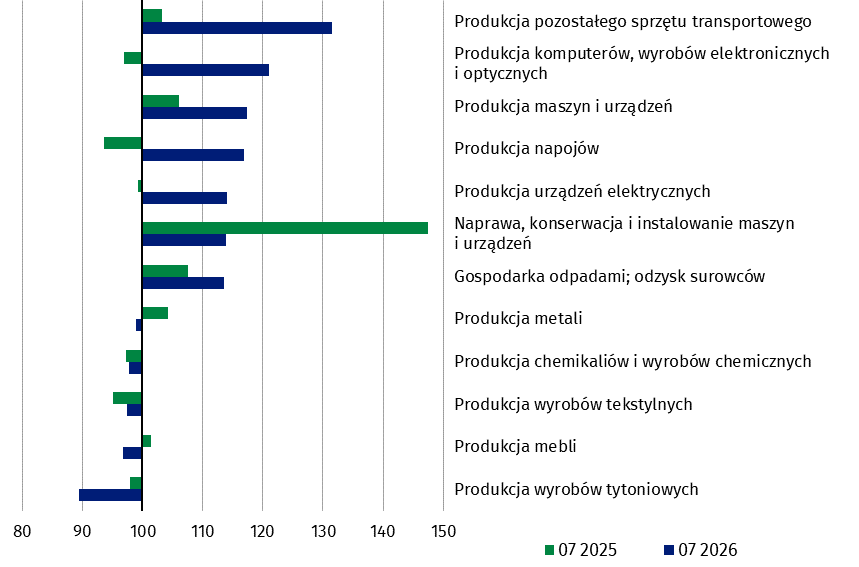 Produkcja pozostałego sprzętu transportowego
Produkcja komputerów, wyrobów elektronicznych
i optycznych
Produkcja maszyn i urządzeń
Produkcja napojów
Produkcja urządzeń elektrycznych
Naprawa, konserwacja i instalowanie maszyn
i urządzeń
Gospodarka odpadami; odzysk surowców
Produkcja metali
Produkcja chemikaliów i wyrobów chemicznych
Produkcja wyrobów tekstylnych
Produkcja mebli
Produkcja wyrobów tytoniowych
80 90 100 110 120 130 140 150
07 2025 07 2026